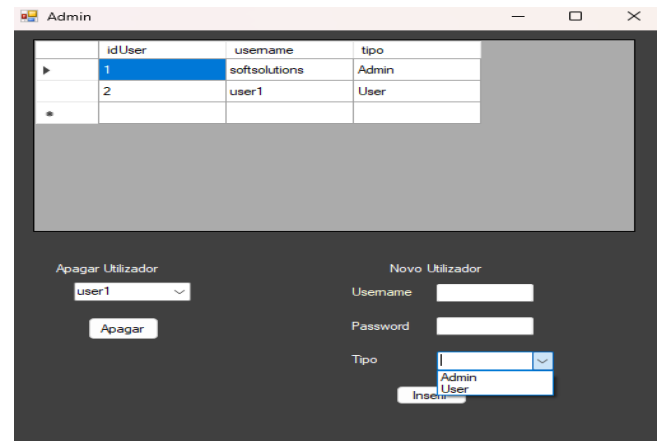 Admin
idUser username tipo
1 softsolutions Admin
2 user1 User
Apagar Utilizador
user1
Apagar
Novo Utilizador
Username
Password
Tipo
Admin
User